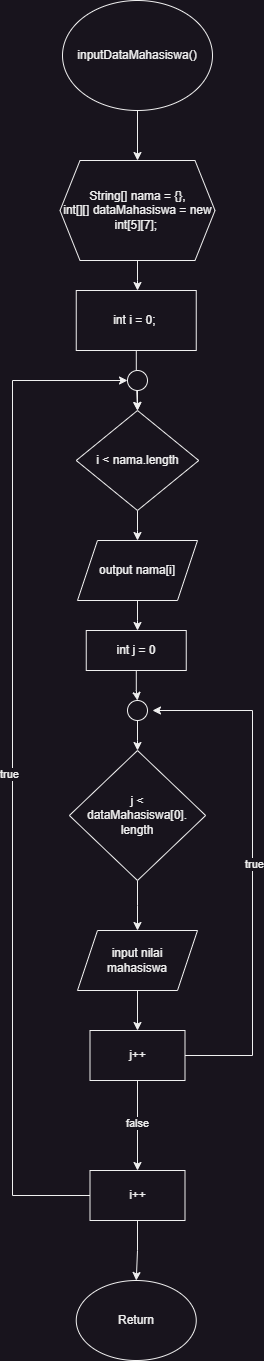 inputDataMahasiswa()
String[] nama = {},
int[][] dataMahasiswa = new
int[5][7];
int i = 0;
i < nama.length
output nama[i]
int j = 0
j <
dataMahasiswa[0].
length
true
true
input nilai
mahasiswa
j++
false
i++
Return